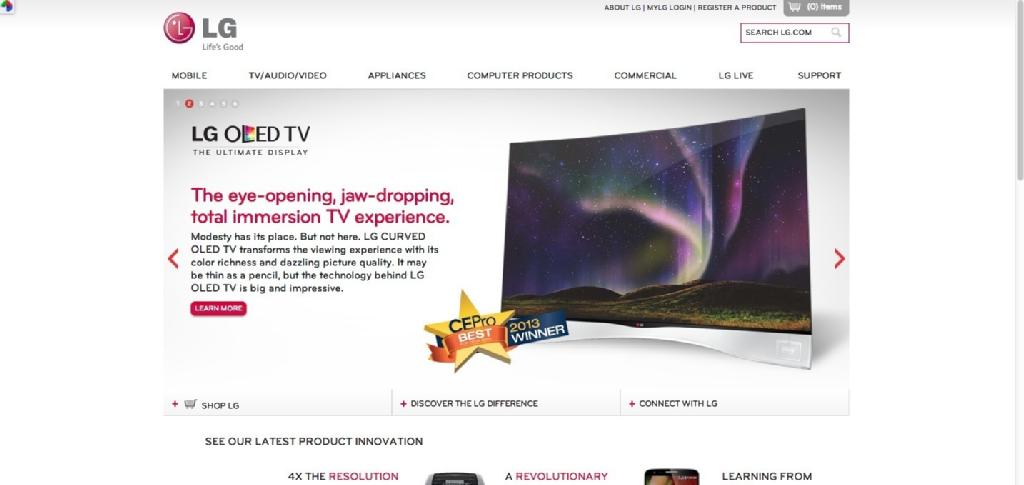 ABOUT LG | MYLG LOGIN | REGISTER A PRODUCT
(0) Items
LG
Life's Good
SEARCH LG.COM
MOBILE TV/AUDIO/VIDEO APPLIANCES COMPUTER PRODUCTS COMMERCIAL LG LIVE SUPPORT
1 2 3 4 5 6
LG OLED TV
THE ULTIMATE DISPLAY
The eye-opening, jaw-dropping,
total immersion TV experience.
Modesty has its place. But not here. LG CURVED
OLED TV transforms the viewing experience with its
color richness and dazzling picture quality. It may
be thin as a pencil, but the technology behind LG
OLED TV is big and impressive.
LEARN MORE
CEPro
BEST
2013
WINNER
+ SHOP LG
+ DISCOVER THE LG DIFFERENCE
+ CONNECT WITH LG
SEE OUR LATEST PRODUCT INNOVATION
4X THE RESOLUTION
A REVOLUTIONARY
LEARNING FROM